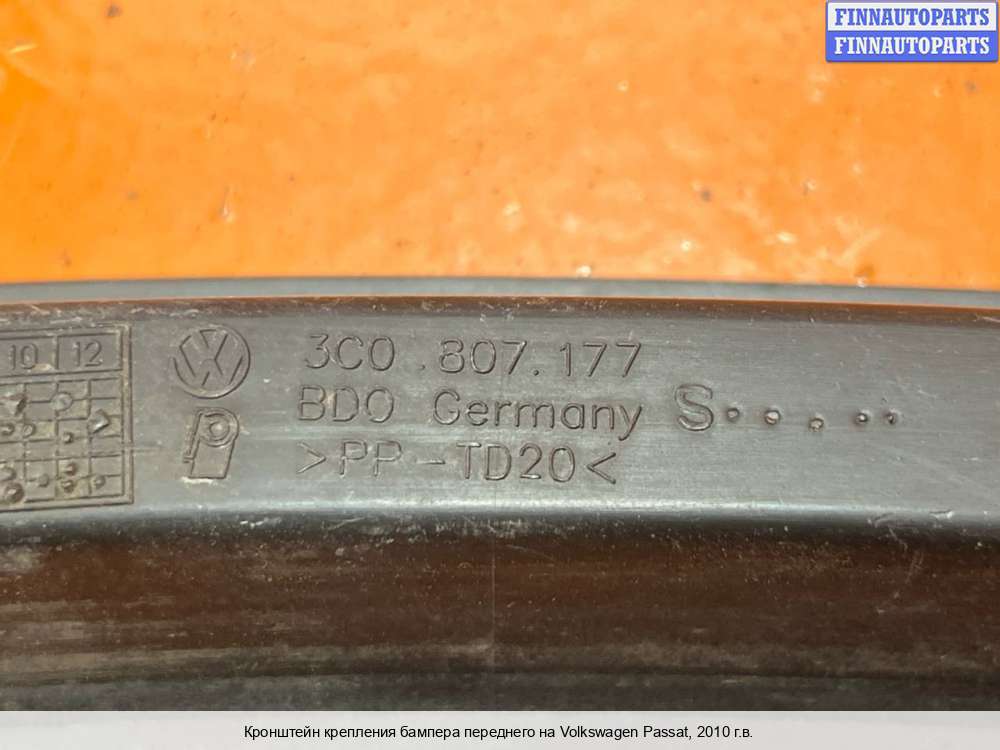 FINNAUTOPARTS
FINNAUTOPARTS
10 12
3C0.807.177
BDO Germany S
>PP-TD20<
Кронштейн крепления бампера переднего на Volkswagen Passat, 2010 г.в.